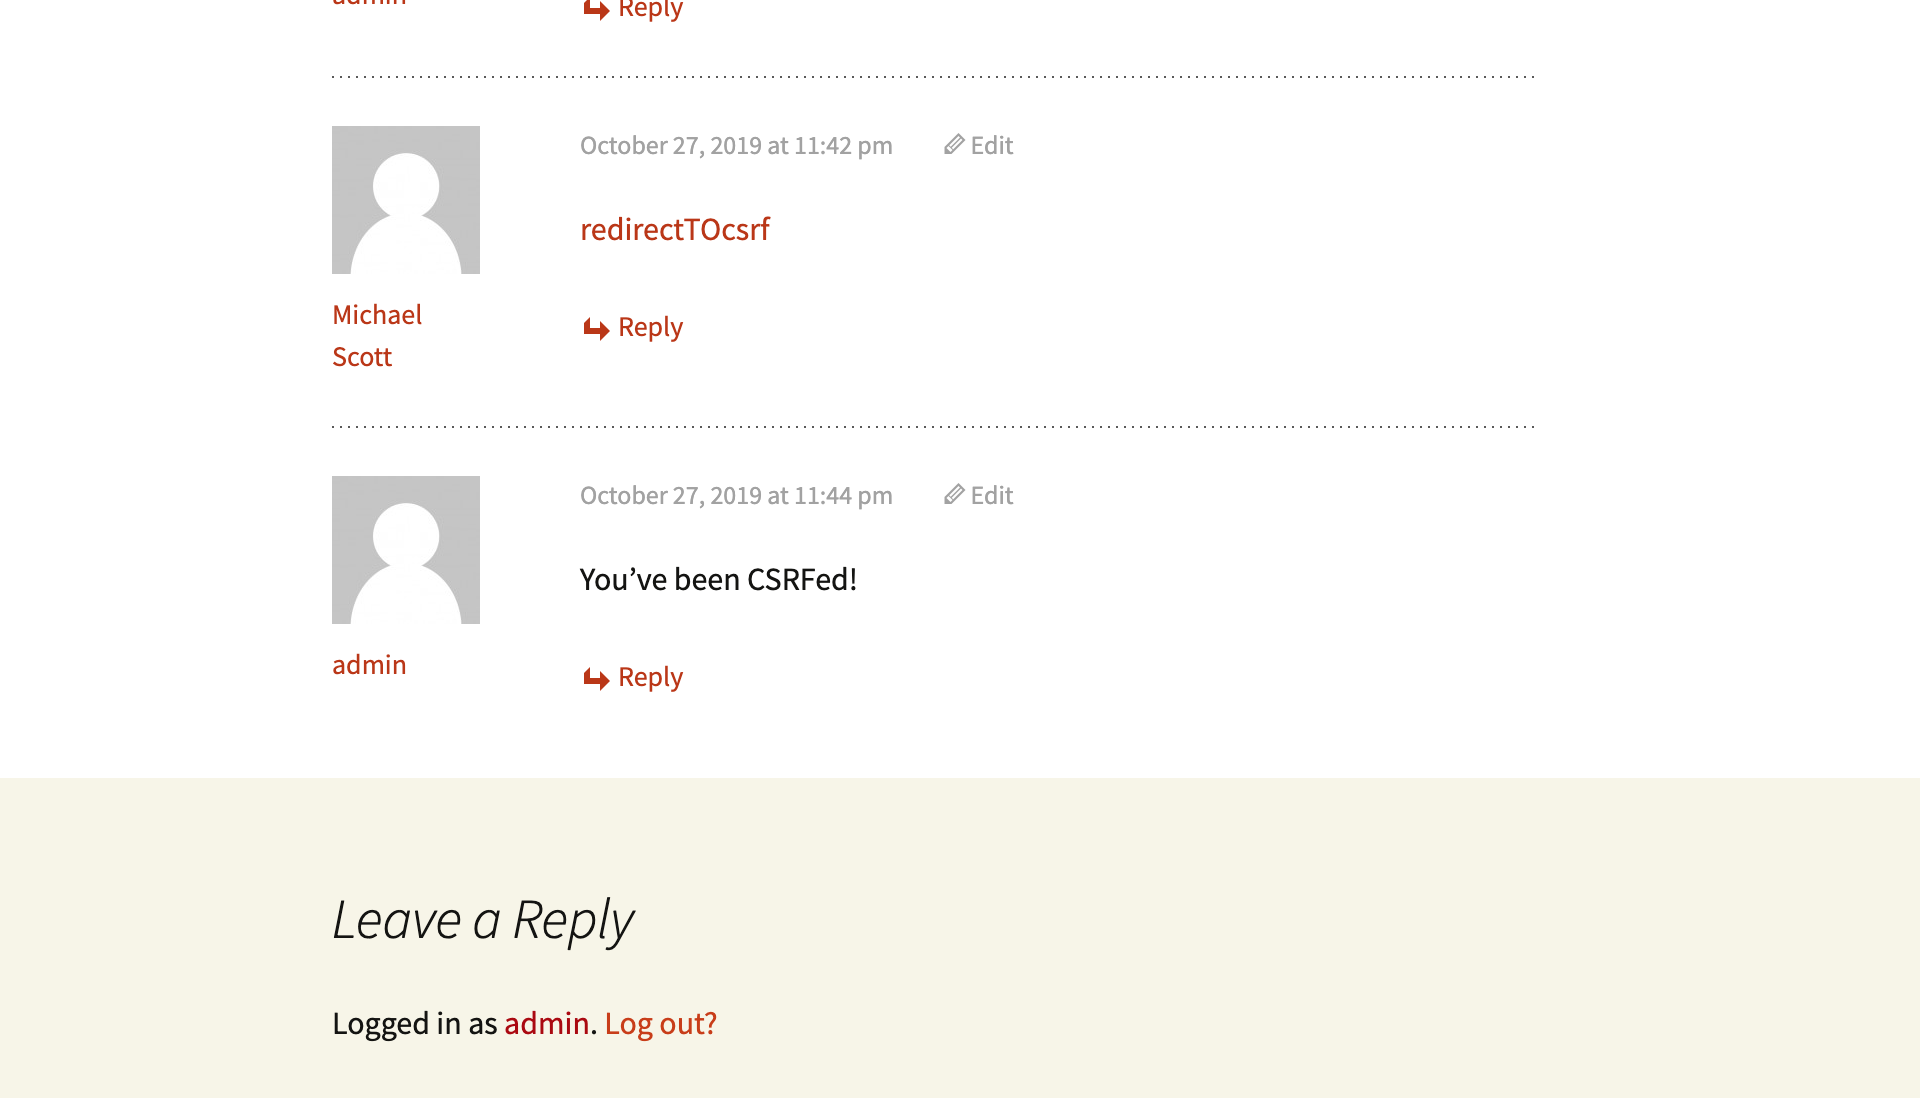 admin
Reply
October 27, 2019 at 11:42 pm Edit
redirectTOcsrf
Michael
Scott
Reply
October 27, 2019 at 11:44 pm Edit
You’ve been CSRFed!
admin
Reply
Leave a Reply
Logged in as admin. Log out?